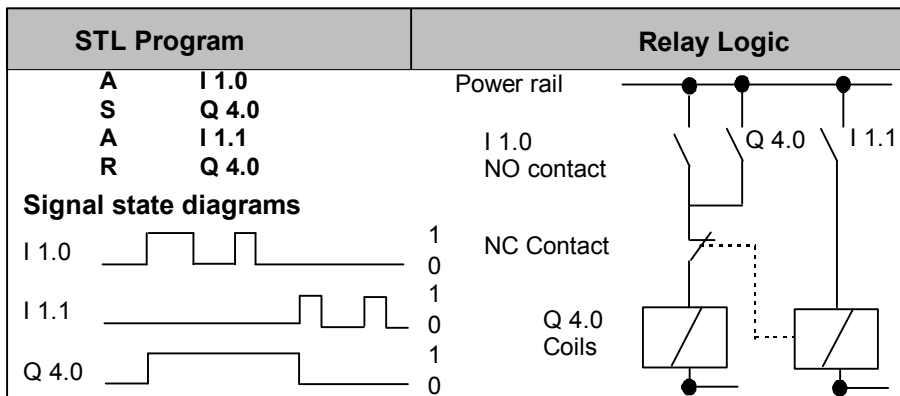 STL Program
A I 1.0
S Q 4.0
A I 1.1
R Q 4.0
Signal state diagrams
I 1.0
1
0
I 1.1
1
0
Q 4.0
1
0
Relay Logic
Power rail
I 1.0
NO contact
Q 4.0
I 1.1
NC Contact
Q 4.0
Coils